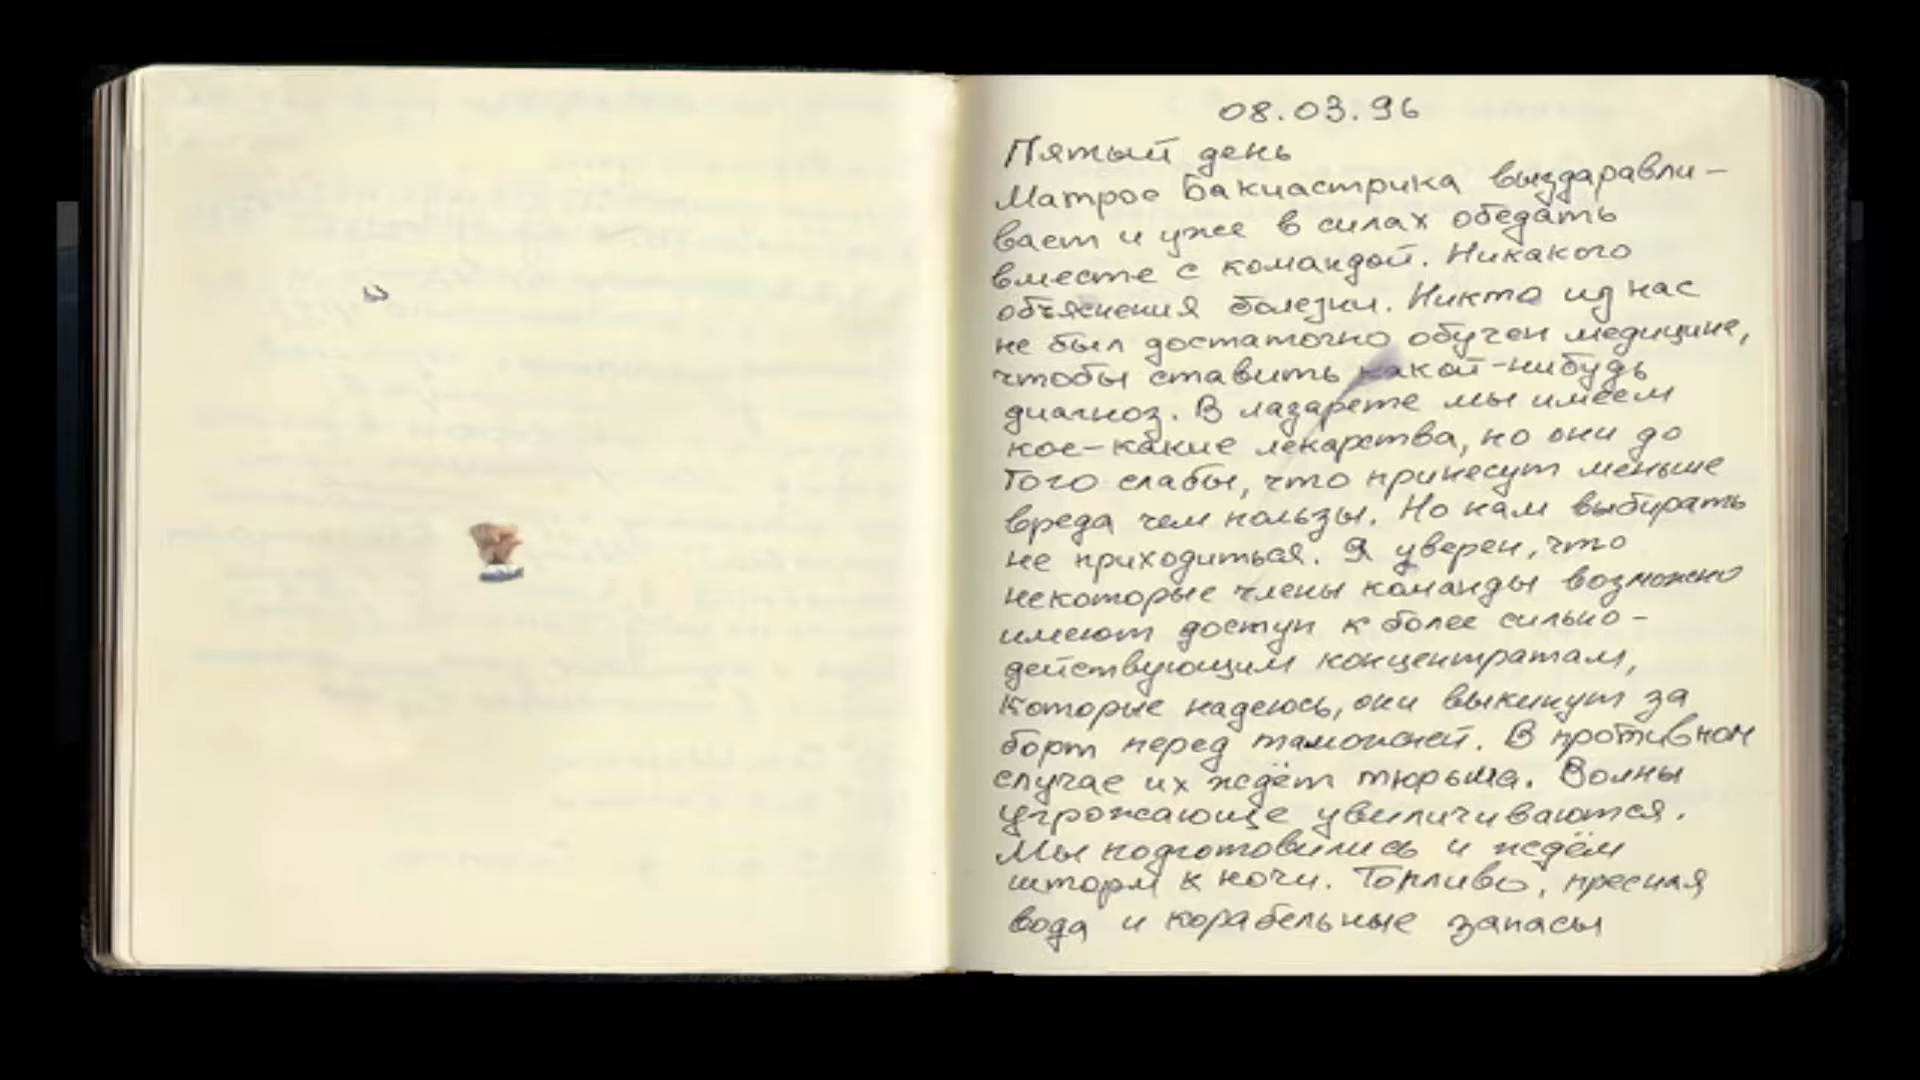 08.03.96
Пятый день
Матрос Бакиастрика выздаравли-
вает и уже в силах обедать
вместе с командой. Никакого
объяснения болезни. Никто из нас
не был достаточно обучен медицине,
чтобы ставить какой-нибудь
диагноз. В лазарете мы имеем
кое-какие лекарства, но они до
того слабы, что принесут меньше
вреда чем пользы. Но нам выбирать
не приходиться. Я уверен, что
некоторые члены команды возможно
имеют доступ к более сильно-
действующим концентратам,
которые надеюсь, они выкинут за
борт перед таможней. В противном
случае их ждёт тюрьма. Волны
угрожающе увеличиваются.
Мы подготовились и ждём
шторм к ночи. Топливо, пресная
вода и корабельные запасы